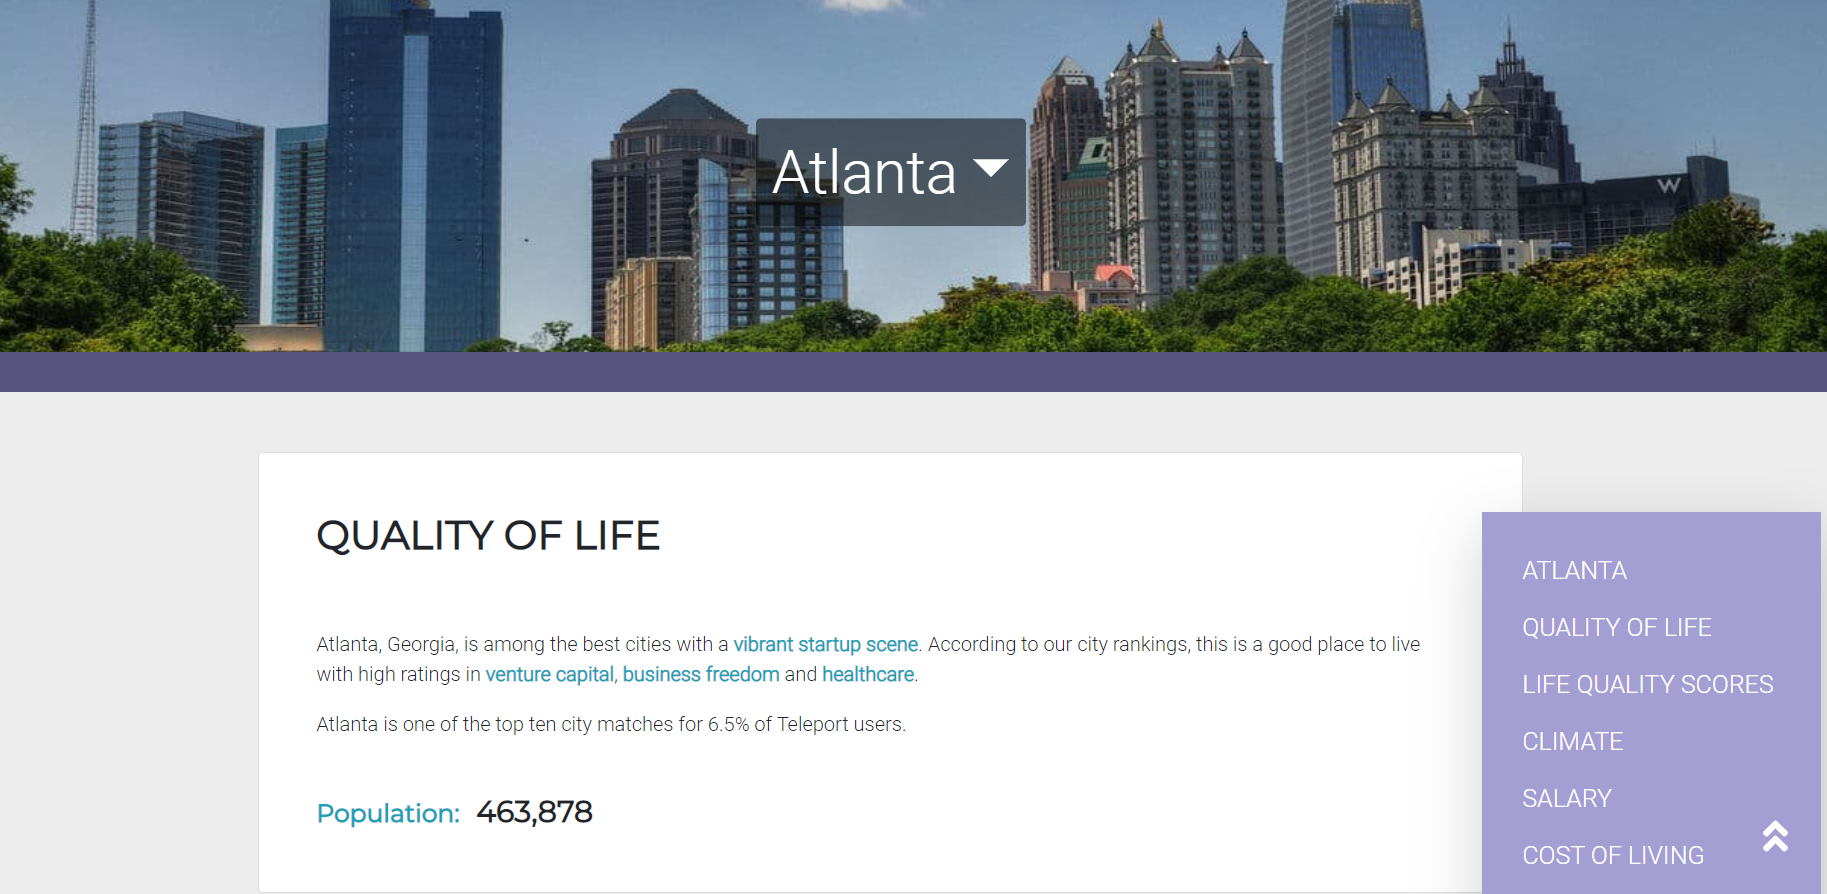 W
Atlanta
QUALITY OF LIFE
Atlanta, Georgia, is among the best cities with a vibrant startup scene. According to our city rankings, this is a good place to live
with high ratings in venture capital, business freedom and healthcare.
Atlanta is one of the top ten city matches for 6.5% of Teleport users.
Population: 463,878
ATLANTA
QUALITY OF LIFE
LIFE QUALITY SCORES
CLIMATE
SALARY
COST OF LIVING